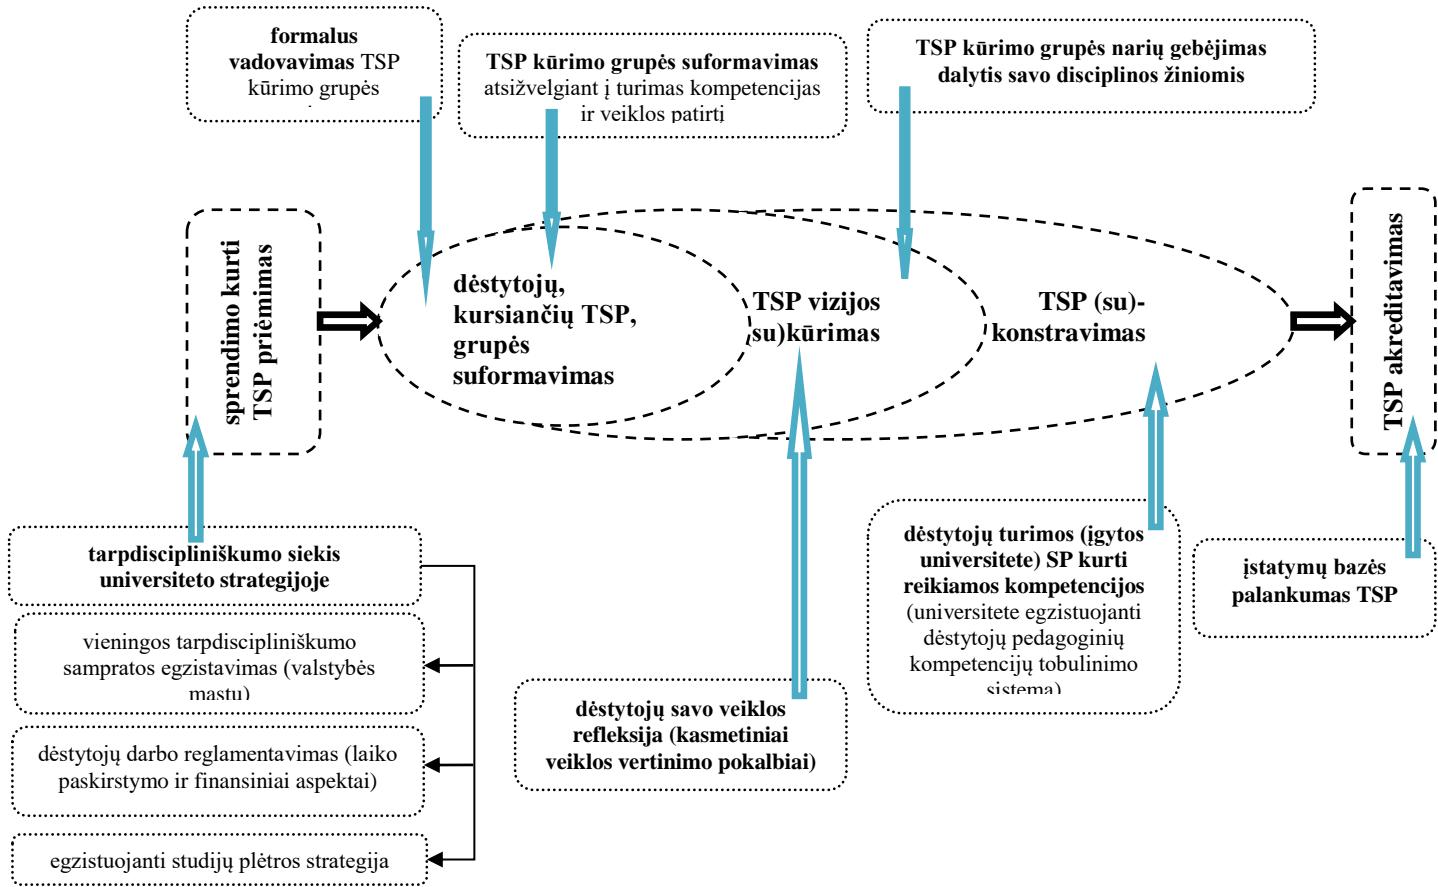 formalus
vadovavimas TSP
kūrimo grupės
TSP kūrimo grupės suformavimas
atsižvelgiant į turimas kompetencijas
ir veiklos patirtį
TSP kūrimo grupės narių gebėjimas
dalytis savo disciplinos žiniomis
sprendimo kurti
TSP priėmimas
dėstytojų,
kursiančių TSP,
grupės
suformavimas
TSP vizijos
(su)kūrimas
TSP (su)-
konstravimas
TSP akreditavimas
tarpdiscipliniškumo siekis
universiteto strategijoje
vieningos tarpdiscipliniškumo
sampratos egzistavimas (valstybės
mastu)
dėstytojų darbo reglamentavimas (laiko
paskirstymo ir finansiniai aspektai)
egzistuojanti studijų plėtros strategija
dėstytojų savo veiklos
refleksija (kasmetiniai
veiklos vertinimo pokalbiai)
dėstytojų turimos (įgytos
universitete) SP kurti
reikiamos kompetencijos
(universitete egzistuojanti
dėstytojų pedagoginių
kompetencijų tobulinimo
sistema)
įstatymų bazės
palankumas TSP